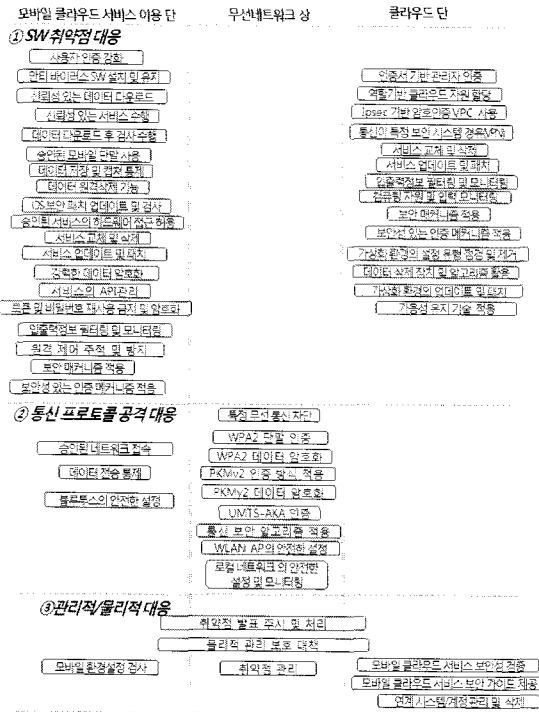 모바일 클라우드 서비스 이용 단
무선네트워크 상
클라우드 단
① SW 취약점 대응
사용자 인증 강화
안티 바이러스 SW 설치 및 유지
신뢰성 있는 데이터 다운로드
신뢰성 있는 서비스 수행
데이터 다운로드 후 검사 수행
승인된 모바일 단말 사용
데이터 저장 및 캡쳐 통제
데이터 원격삭제 기능
OS 보안 패치 업데이트 및 검사
승인된 서비스의 하드웨어 접근 허용
서비스 교체 및 삭제
서비스 업데이트 및 패치
강력한 데이터 암호화
서비스의 API관리
토큰 및 비밀번호 재사용 금지 및 암호화
입출력정보 필터링 및 모니터링
원격 제어 추적 및 방지
보안 매커니즘 적용
보안성 있는 인증 매커니즘 적용
인증서 기반 관리자 인증
역할기반 클라우드 자원 할당
Ipsec 기반 암호인증 VPC 사용
통신이 특정 보안 시스템 경유(VPN)
서비스 교체 및 삭제
서비스 업데이트 및 패치
입출력정보 필터링 및 모니터링
컴퓨팅 자원 및 입력 모니터링
보안 매커니즘 적용
보안성 있는 인증 매커니즘 적용
가상화 환경의 설정 유형 점검 및 제거
데이터 삭제 장치 및 알고리즘 활용
가상화 환경의 업데이트 및 패치
가용성 유지 기술 적용
② 통신 프로토콜 공격 대응
승인된 네트워크 접속
데이터 전송 통제
블루투스의 안전한 설정
특정 무선 통신 차단
WPA2 단말 인증
WPA2 데이터 암호화
PKMv2 인증 방식 적용
PKMv2 데이터 암호화
UMTS-AKA 인증
통신 보안 알고리즘 적용
WLAN AP의 안전한 설정
로컬 네트워크의 안전한
설정 및 모니터링
③관리적/물리적 대응
취약점 발표 주시 및 처리
물리적 관리 보호 대책
모바일 환경설정 검사
취약점 관리
모바일 클라우드 서비스 보안성 검증
모바일 클라우드 서비스 보안 가이드 제공
연계 시스템/계정 관리 및 삭제